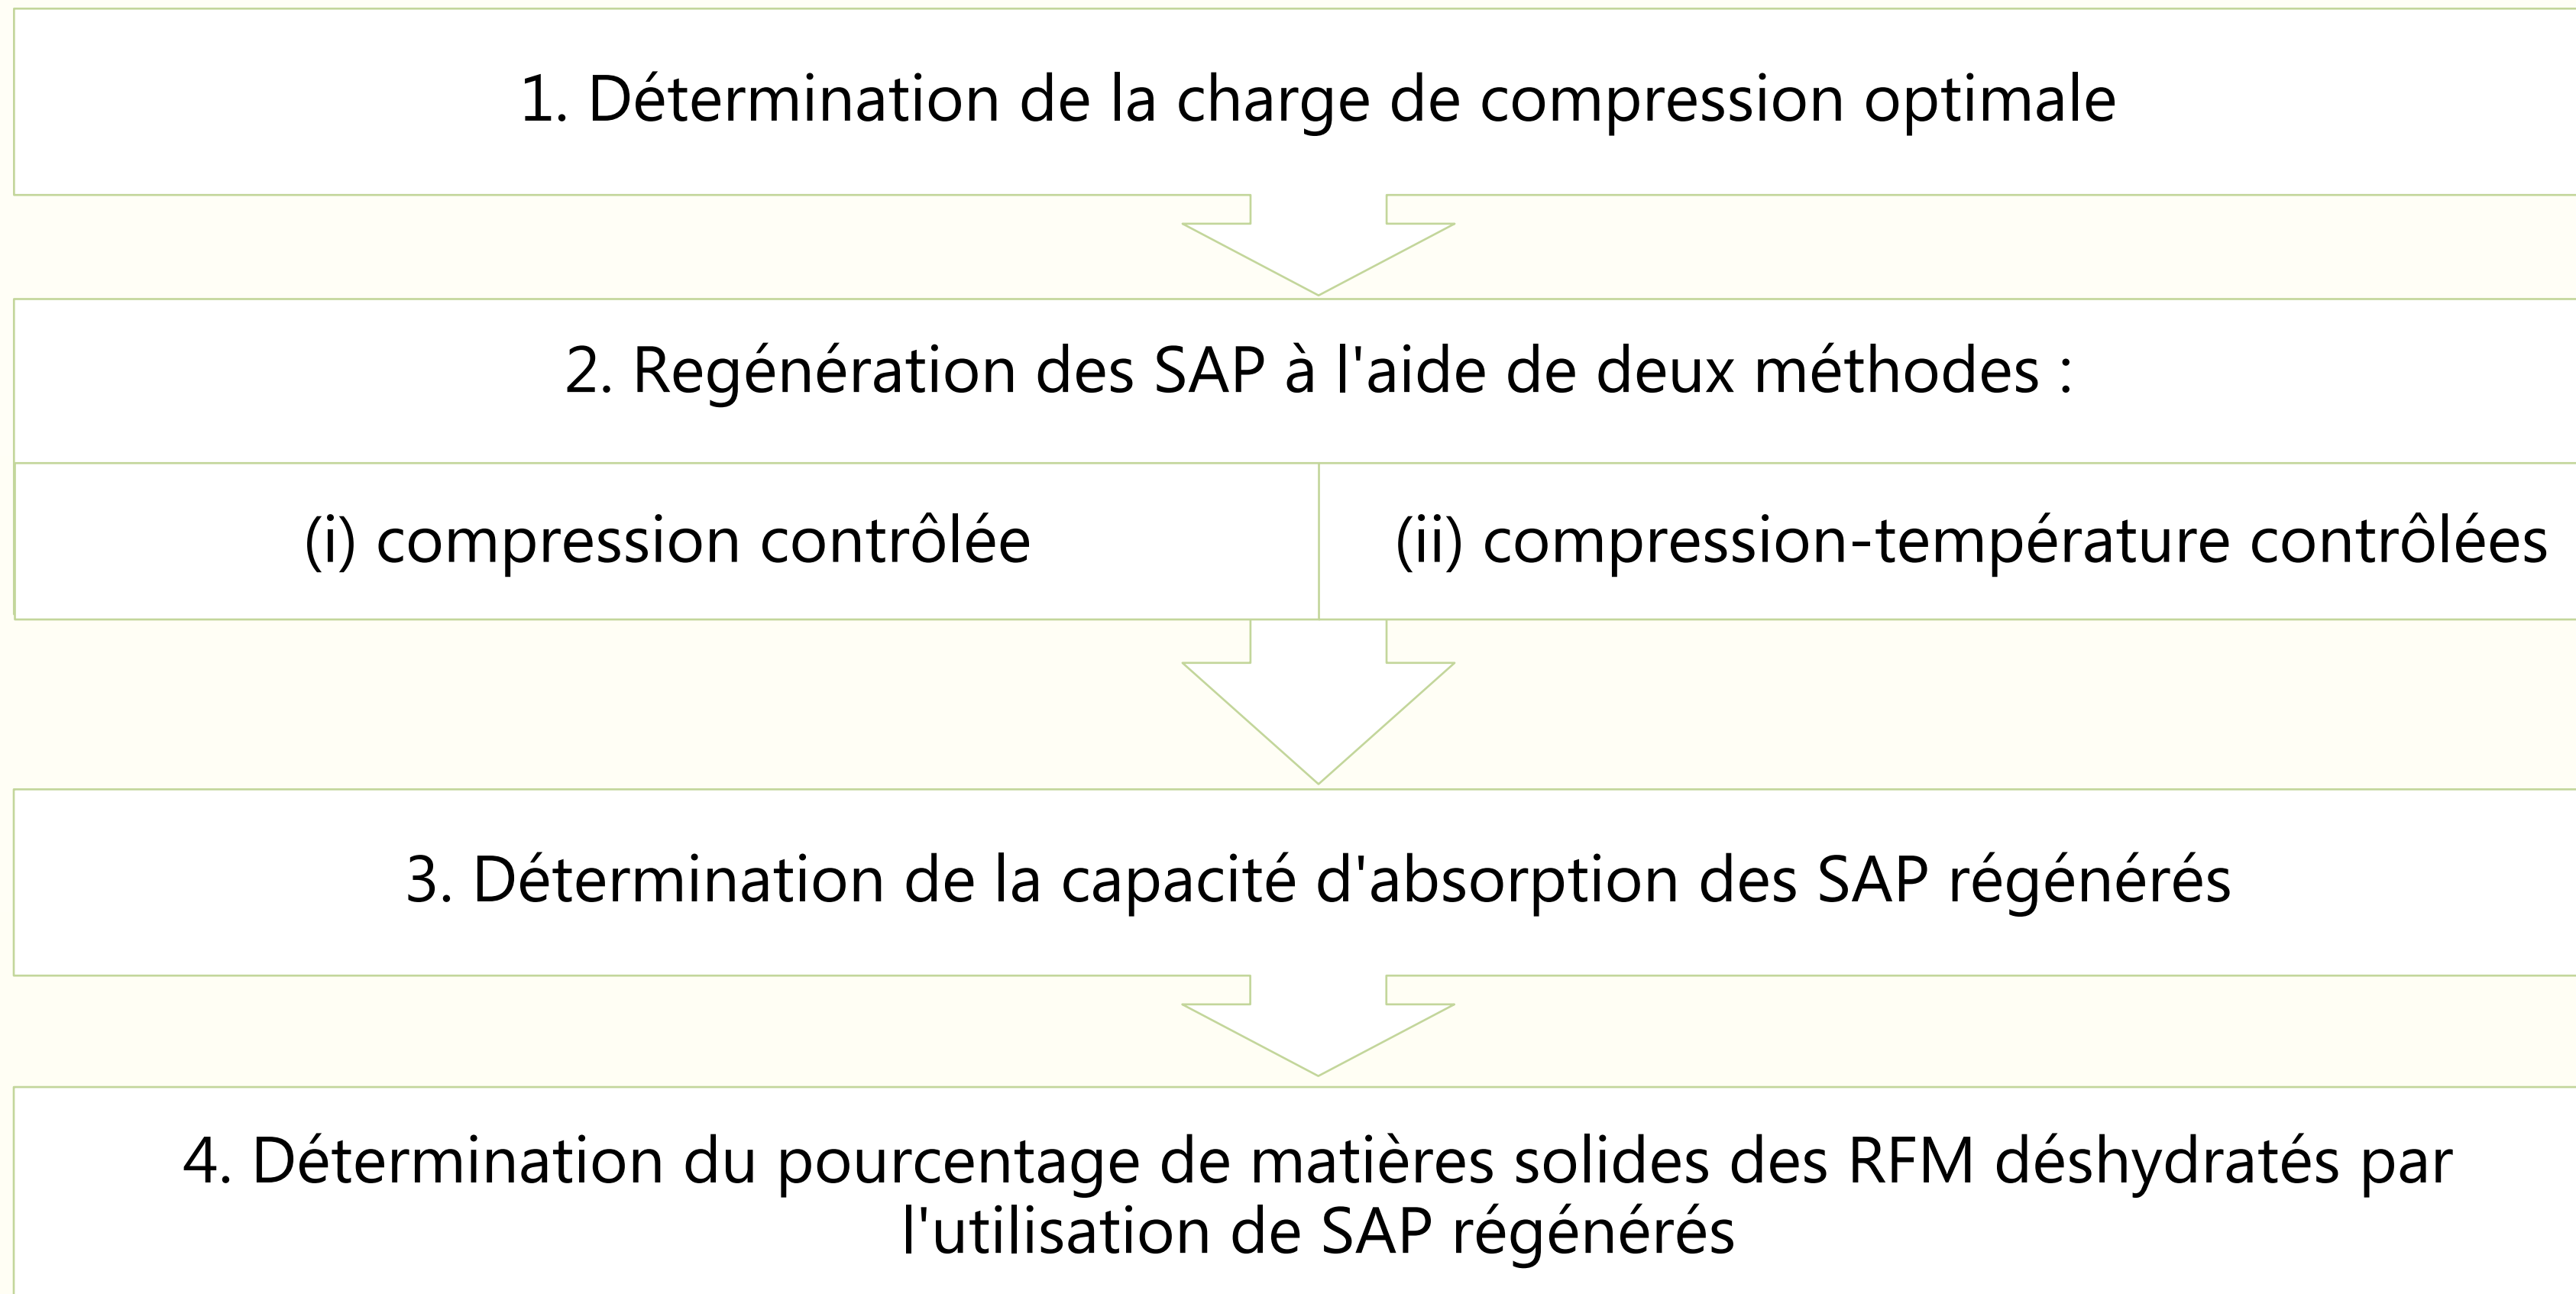 1. Détermination de la charge de compression optimale
2. Regénération des SAP à l'aide de deux méthodes :
(i) compression contrôlée
(ii) compression-température contrôlées
3. Détermination de la capacité d'absorption des SAP régénérés
4. Détermination du pourcentage de matières solides des RFM déshydratés par
l'utilisation de SAP régénérés